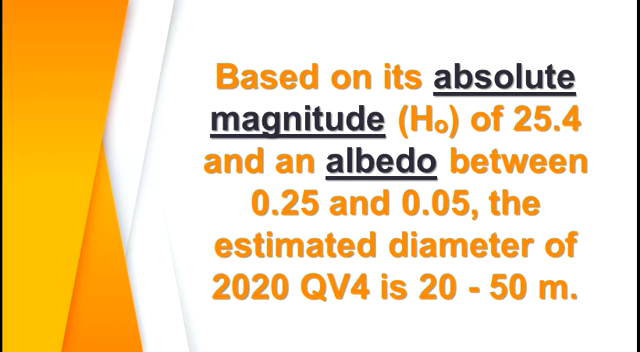 Based on its absolute
magnitude (Hₒ) of 25.4
and an albedo between
0.25 and 0.05, the
estimated diameter of
2020 QV4 is 20 - 50 m.